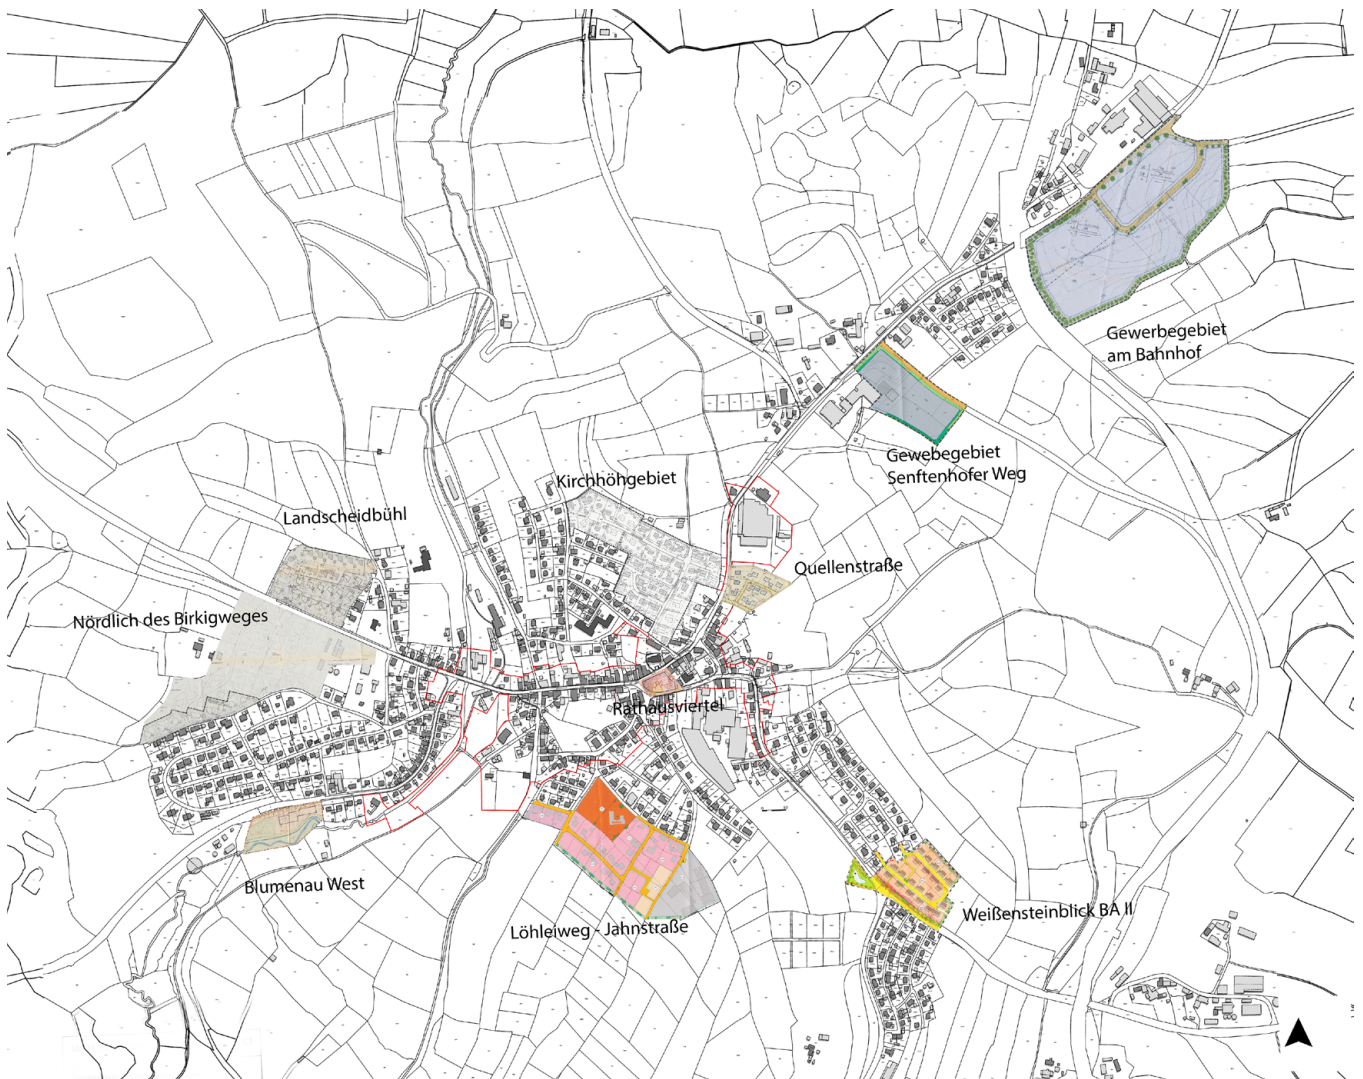 Gewerbegebiet
am Bahnhof
Gewebegebiet
Senftenhofer Weg
Kirchhöhgebiet
Landscheidbühl
Quellenstraße
Nördlich des Birkigweges
Rathausviertel
Blumenau West
Weißensteinblick BA II
Löhleiweg - Jahnstraße